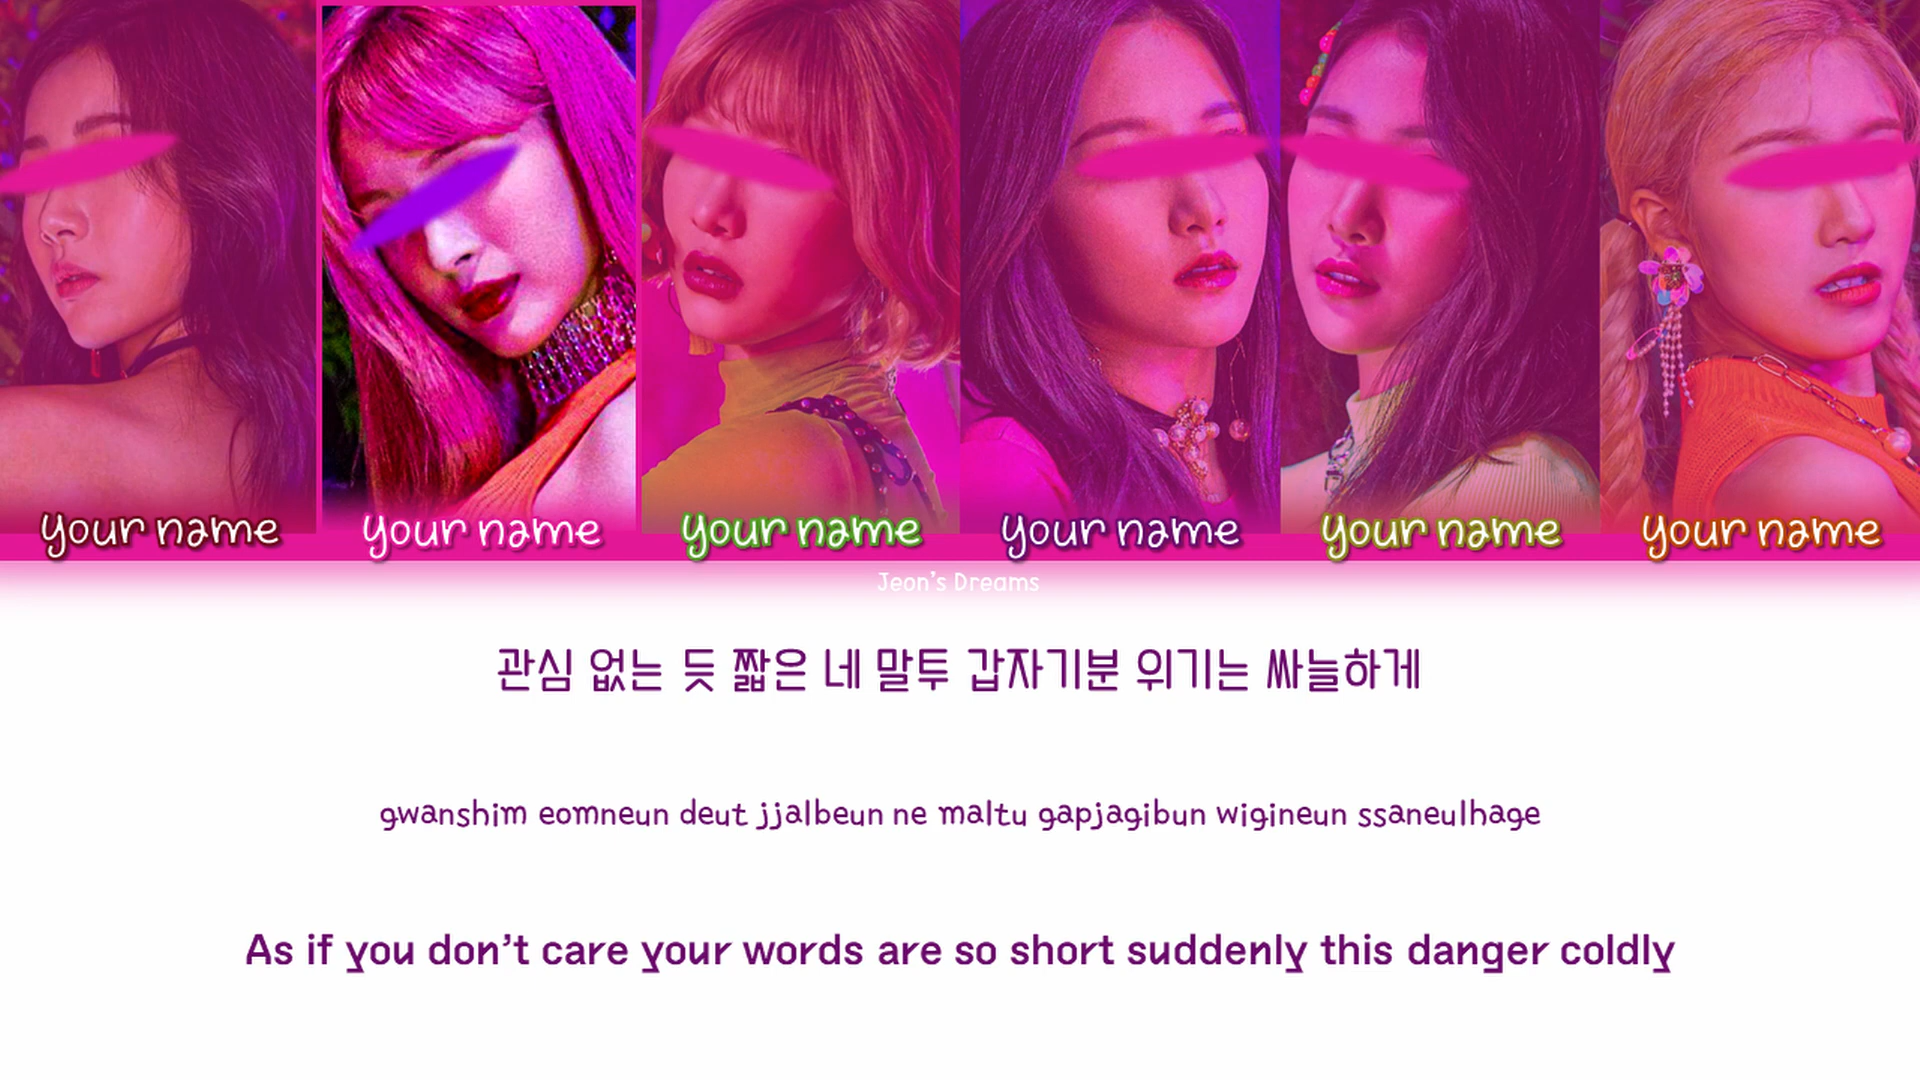 your name your name your name your name your name your name
Jeon's Dreams
관심 없는 듯 짧은 네 말투 갑자기분 위기는 싸늘하게
gwanshim eomneun deut jjalbeun ne maltu gapjagibun wigineun ssaneulhage
As if you don't care your words are so short suddenly this danger coldly